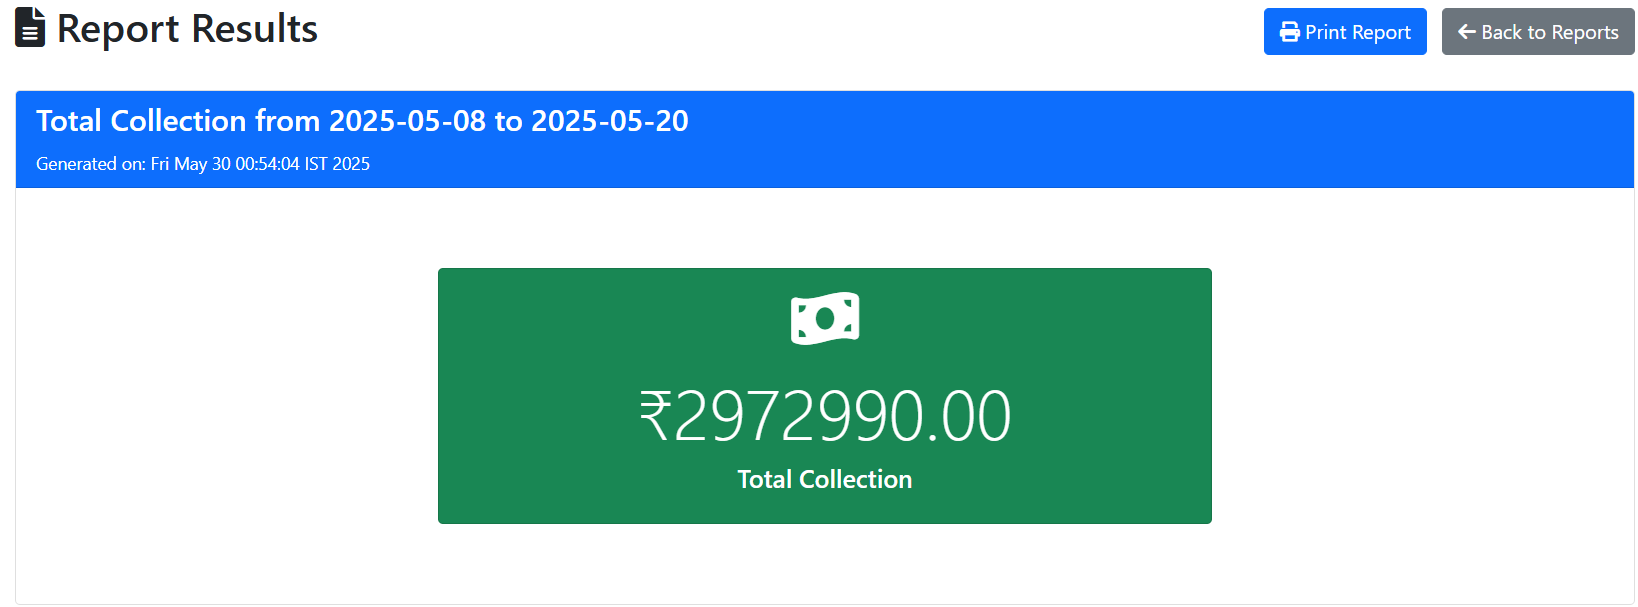 Report Results
Print Report
Back to Reports
Total Collection from 2025-05-08 to 2025-05-20
Generated on: Fri May 30 00:54:04 IST 2025
₹2972990.00
Total Collection